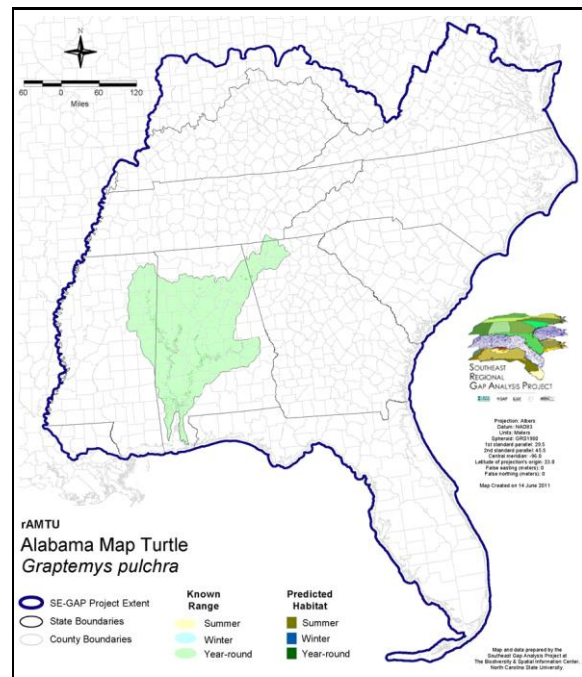 N
60 0 60 120
Miles
SOUTHEAST
REGIONAL
GAP ANALYSIS PROJECT
Projection: Albers
Datum: NAD83
Units: Meters
Spheroid: GRS1980
1st standard parallel: 29.5
2nd standard parallel: 45.5
Central meridian: -96.0
Latitude of projection's origin: 23.0
False easting (meters): 0
False northing (meters): 0
Map Created on 14 June 2011
rAMTU
Alabama Map Turtle
Graptemys pulchra
SE-GAP Project Extent
State Boundaries
County Boundaries
Known
Range
Summer
Winter
Year-round
Predicted
Habitat
Summer
Winter
Year-round
Map and data prepared by the
Southeast Gap Analysis Project at
The Biodiversity & Spatial Information Center,
North Carolina State University.